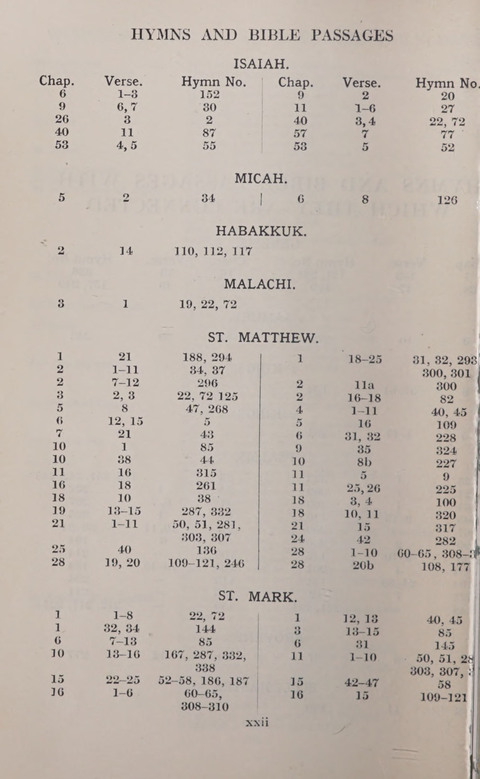 HYMNS AND BIBLE PASSAGES
ISAIAH.
Chap. Verse. Hymn No. Chap. Verse. Hymn No.
6 1–3 152 9 2 20
9 6, 7 30 11 1–6 27
26 3 2 40 3, 4 22, 72
40 11 87 57 7 77
53 4, 5 55 53 5 52
MICAH.
5 2 34 6 8 126
HABAKKUK.
2 14 110, 112, 117
MALACHI.
3 1 19, 22, 72
ST. MATTHEW.
1 21 188, 294 1 18–25 31, 32, 293
2 1–11 34, 37 300, 301
2 7–12 296 2 11a 300
3 2, 3 22, 72 125 2 16–18 82
5 8 47, 268 4 1–11 40, 45
6 12, 15 5 5 16 109
7 21 43 6 31, 32 228
10 1 85 9 35 324
10 38 44 10 8b 227
11 16 315 11 5 9
16 18 261 11 25, 26 225
18 10 38 18 3, 4 100
19 13–15 287, 332 18 10, 11 320
21 1–11 50, 51, 281, 21 15 317
303, 307 24 42 282
25 40 136 28 1–10 60–65, 308–
28 19, 20 109–121, 246 28 20b 108, 177
ST. MARK.
1 1–8 22, 72 1 12, 13 40, 45
1 32, 34 144 3 13–15 85
6 7–13 85 6 31 145
10 13–16 167, 287, 332, 11 1–10 50, 51, 28
338 303, 307,
15 22–25 52–58, 186, 187 15 42–47 58
16 1–6 60–65, 16 15 109–121
308–310
xxii